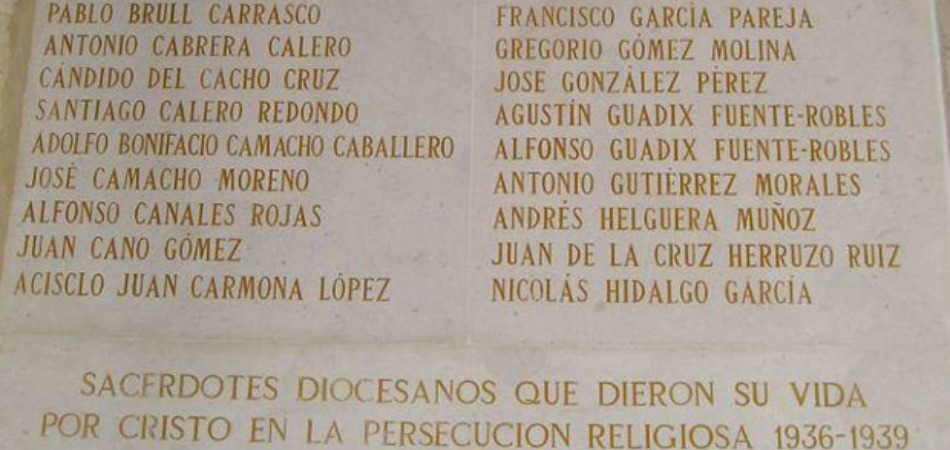 PABLO BRULL CARRASCO
ANTONIO CABRERA CALERO
CÁNDIDO DEL CACHO CRUZ
SANTIAGO CALERO REDONDO
ADOLFO BONIFACIO CAMACHO CABALLERO
JOSÉ CAMACHO MORENO
ALFONSO CANALES ROJAS
JUAN CANO GÓMEZ
ACISCLO JUAN CARMONA LÓPEZ
FRANCISCO GARCÍA PAREJA
GREGORIO GÓMEZ MOLINA
JOSE GONZÁLEZ PÉREZ
AGUSTÍN GUADIX FUENTE-ROBLES
ALFONSO GUADIX FUENTE-ROBLES
ANTONIO GUTIÉRREZ MORALES
ANDRÉS HELGUERA MUÑOZ
JUAN DE LA CRUZ HERRUZO RUIZ
NICOLÁS HIDALGO GARCÍA
SACERDOTES DIOCESANOS QUE DIERON SU VIDA
POR CRISTO EN LA PERSECUCION RELIGIOSA 1936-1939